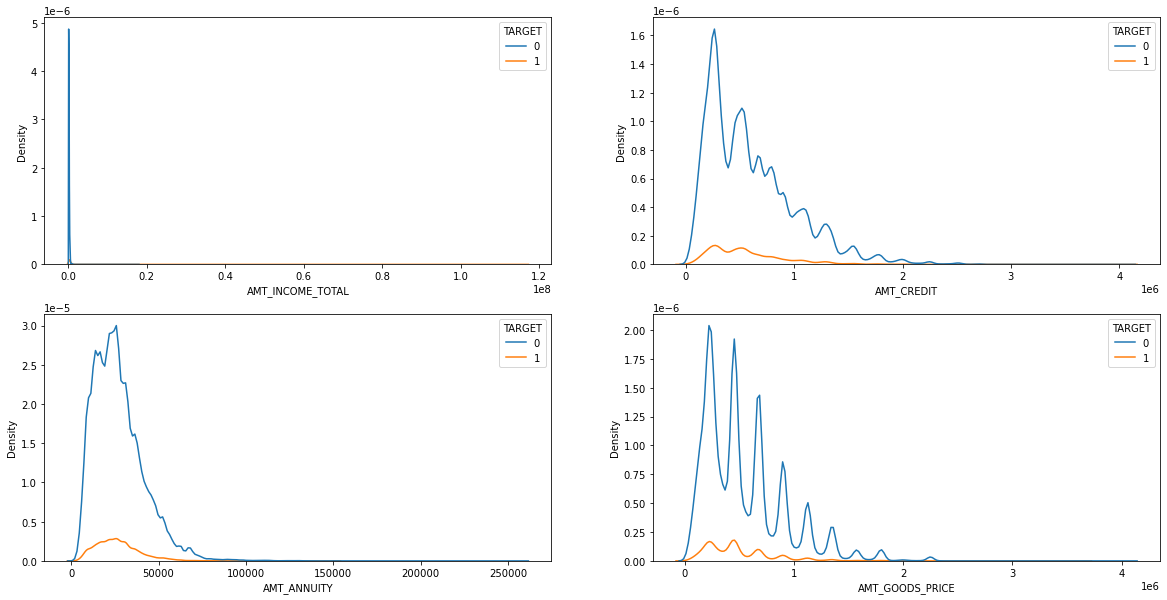 1e−6
5
4
3
2
1
0
Density
0.0 0.2 0.4 0.6 0.8 1.0 1.2
1e8
AMT_INCOME_TOTAL
TARGET
0
1
1e−6
1.6
1.4
1.2
1.0
0.8
0.6
0.4
0.2
0.0
Density
0 1 2 3 4
1e6
AMT_CREDIT
TARGET
0
1
1e−5
3.0
2.5
2.0
1.5
1.0
0.5
0.0
Density
0 50000 100000 150000 200000 250000
AMT_ANNUITY
TARGET
0
1
1e−6
2.00
1.75
1.50
1.25
1.00
0.75
0.50
0.25
0.00
Density
0 1 2 3 4
1e6
AMT_GOODS_PRICE
TARGET
0
1